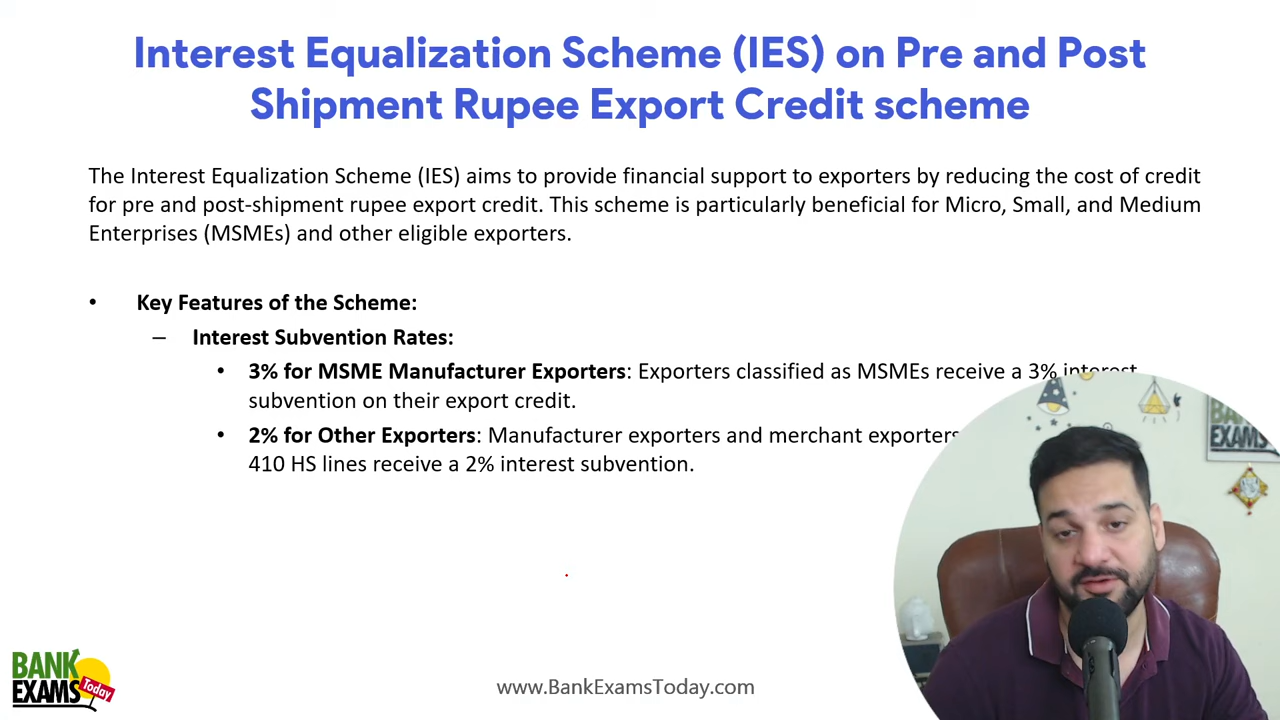 Interest Equalization Scheme (IES) on Pre and Post
Shipment Rupee Export Credit scheme
The Interest Equalization Scheme (IES) aims to provide financial support to exporters by reducing the cost of credit
for pre and post-shipment rupee export credit. This scheme is particularly beneficial for Micro, Small, and Medium
Enterprises (MSMEs) and other eligible exporters.
• Key Features of the Scheme:
– Interest Subvention Rates:
• 3% for MSME Manufacturer Exporters: Exporters classified as MSMEs receive a 3% interest
subvention on their export credit.
• 2% for Other Exporters: Manufacturer exporters and merchant exporters
410 HS lines receive a 2% interest subvention.
BANK
EXAMS
BANK
EXAMS
Today
www.BankExamsToday.com